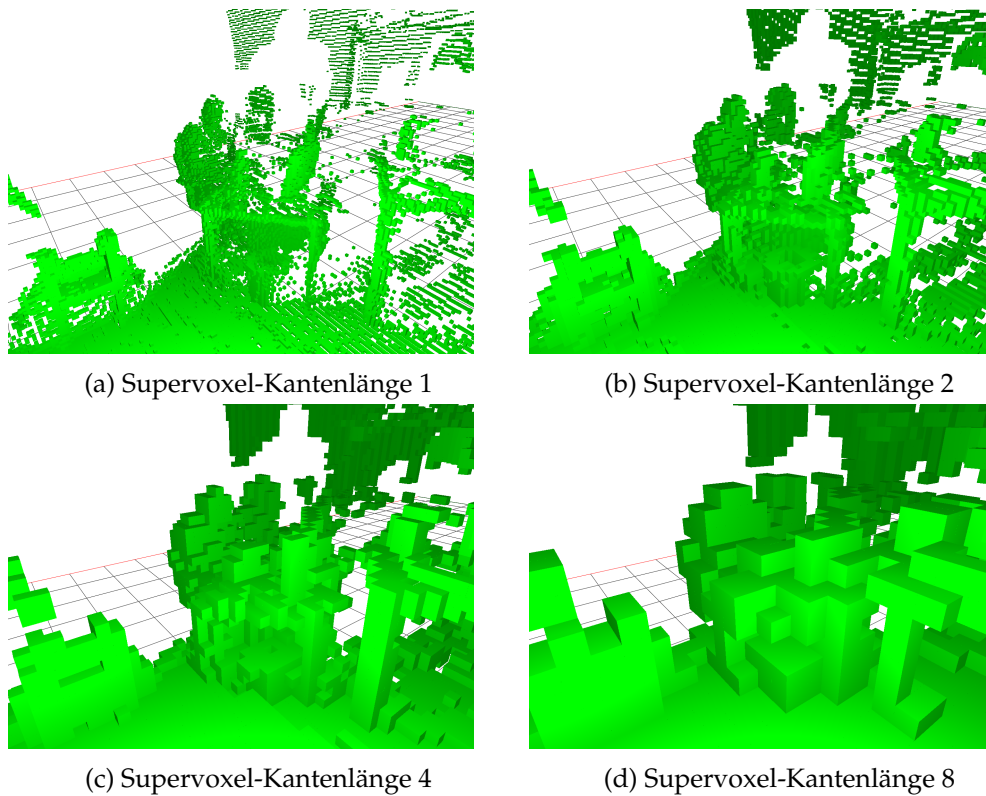 (a) Supervoxel-Kantenlänge 1
(b) Supervoxel-Kantenlänge 2
(c) Supervoxel-Kantenlänge 4
(d) Supervoxel-Kantenlänge 8